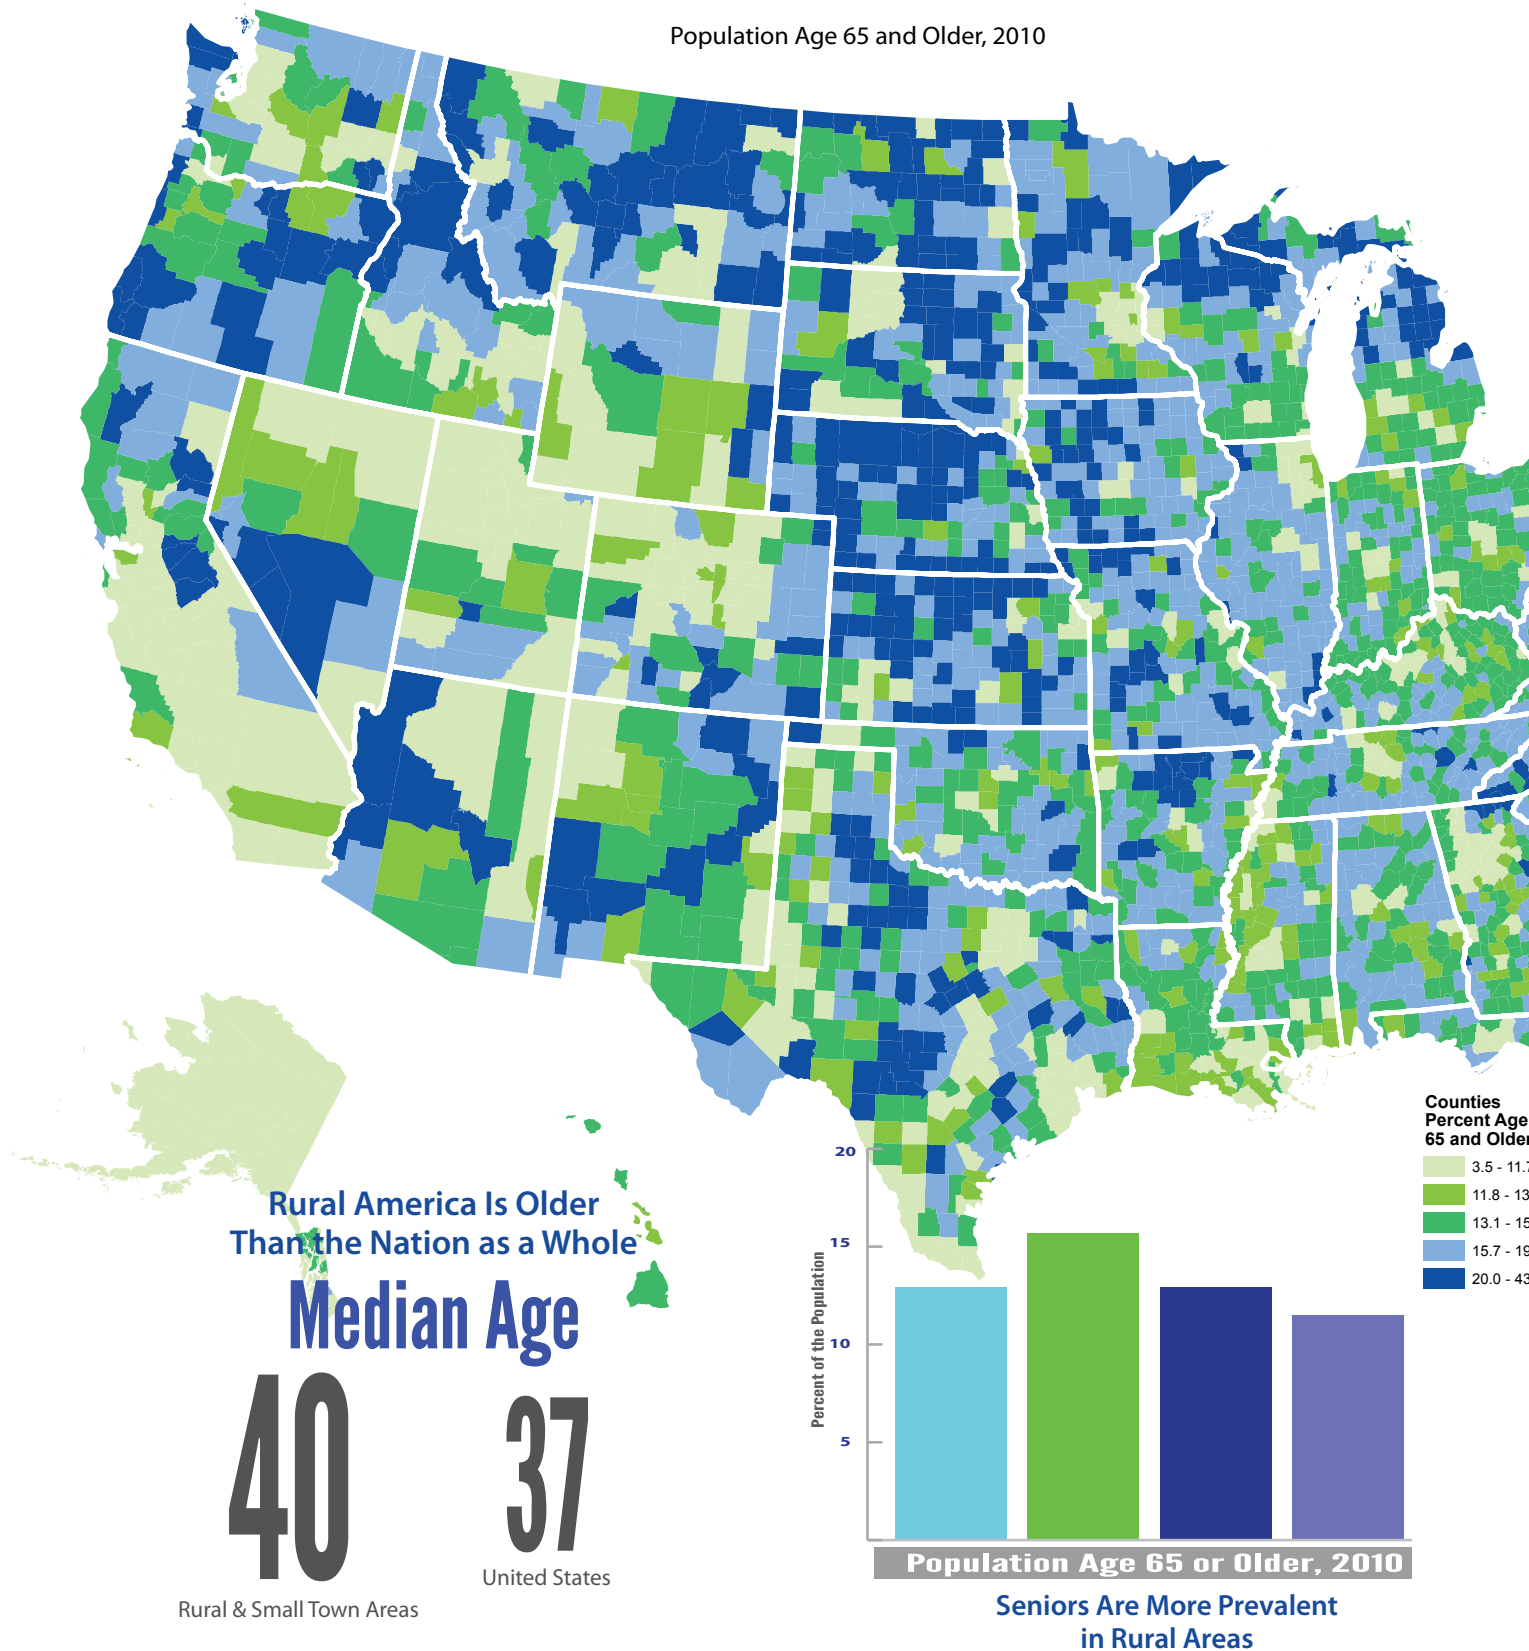 Population Age 65 and Older, 2010
Counties
Percent Age
65 and Older
3.5 - 11.7
11.8 - 13
13.1 - 15
15.7 - 19
20.0 - 43
Rural America Is Older
Than the Nation as a Whole
Median Age
40
37
Rural & Small Town Areas
United States
20
15
10
5
Percent of the Population
Population Age 65 or Older, 2010
Seniors Are More Prevalent
in Rural Areas